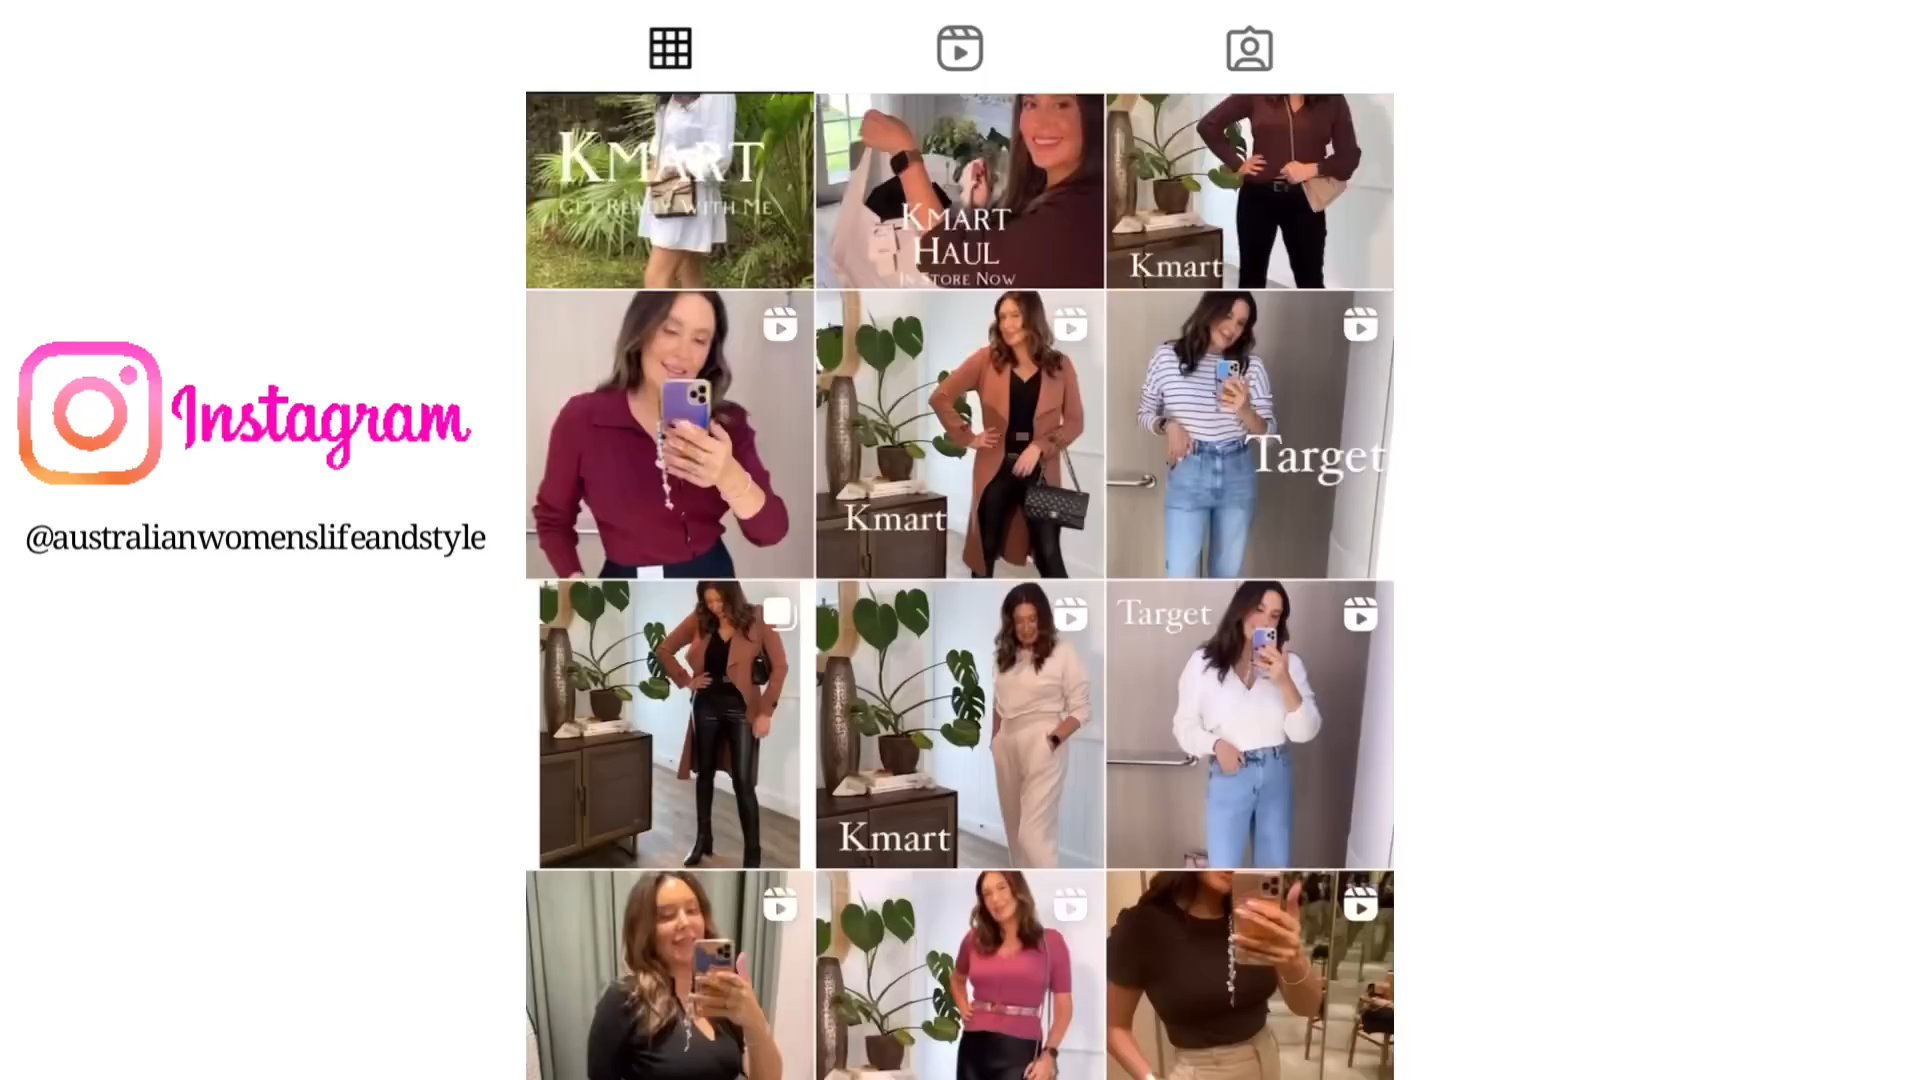 Instagram
@australianwomenslifeandstyle
KMART
GET READY WITH ME
KMART
HAUL
IN STORE NOW
Kmart
Kmart
Target
Kmart
Target